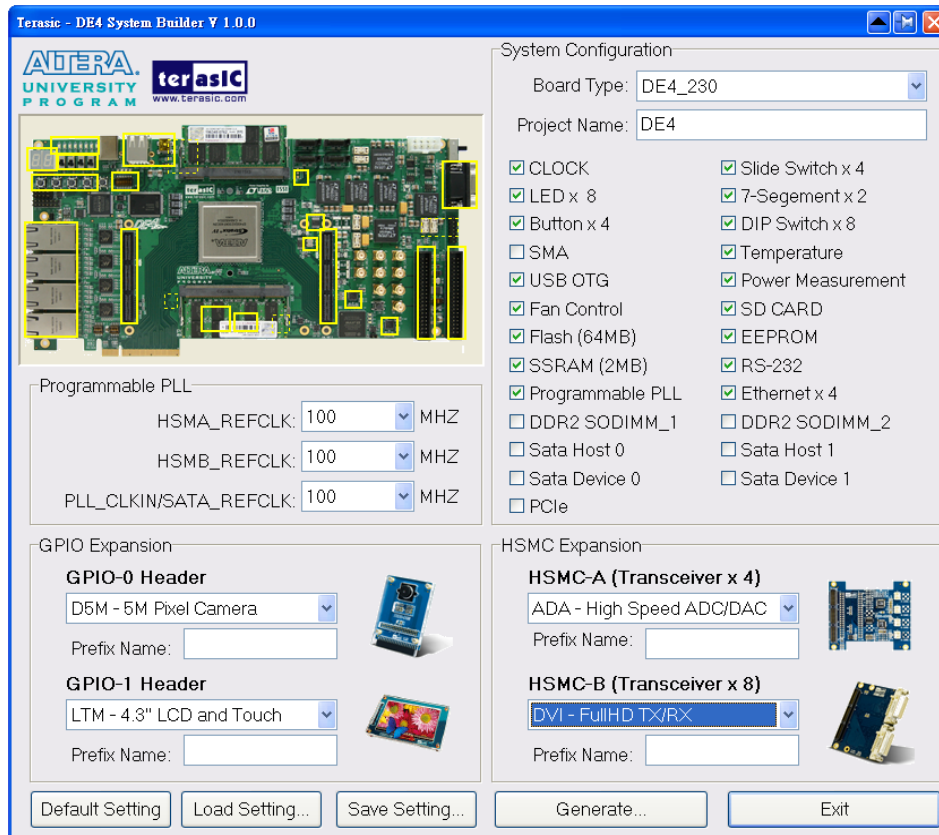 Terasic - DE4 System Builder V 1.0.0
ALTERA.
UNIVERSITY
PROGRAM
terasIC
www.terasic.com
Programmable PLL
HSMA_REFCLK: 100 MHZ
HSMB_REFCLK: 100 MHZ
PLL_CLKIN/SATA_REFCLK: 100 MHZ
System Configuration
Board Type: DE4_230
Project Name: DE4
CLOCK Slide Switch x 4
LED x 8 7-Segement x 2
Button x 4 DIP Switch x 8
SMA Temperature
USB OTG Power Measurement
Fan Control SD CARD
Flash (64MB) EEPROM
SSRAM (2MB) RS-232
Programmable PLL Ethernet x 4
DDR2 SODIMM_1 DDR2 SODIMM_2
Sata Host 0 Sata Host 1
Sata Device 0 Sata Device 1
PCIe
GPIO Expansion
GPIO-0 Header
D5M - 5M Pixel Camera
Prefix Name:
GPIO-1 Header
LTM - 4.3" LCD and Touch
Prefix Name:
HSMC Expansion
HSMC-A (Transceiver x 4)
ADA - High Speed ADC/DAC
Prefix Name:
HSMC-B (Transceiver x 8)
DVI - FullHD TX/RX
Prefix Name:
Default Setting Load Setting... Save Setting... Generate... Exit